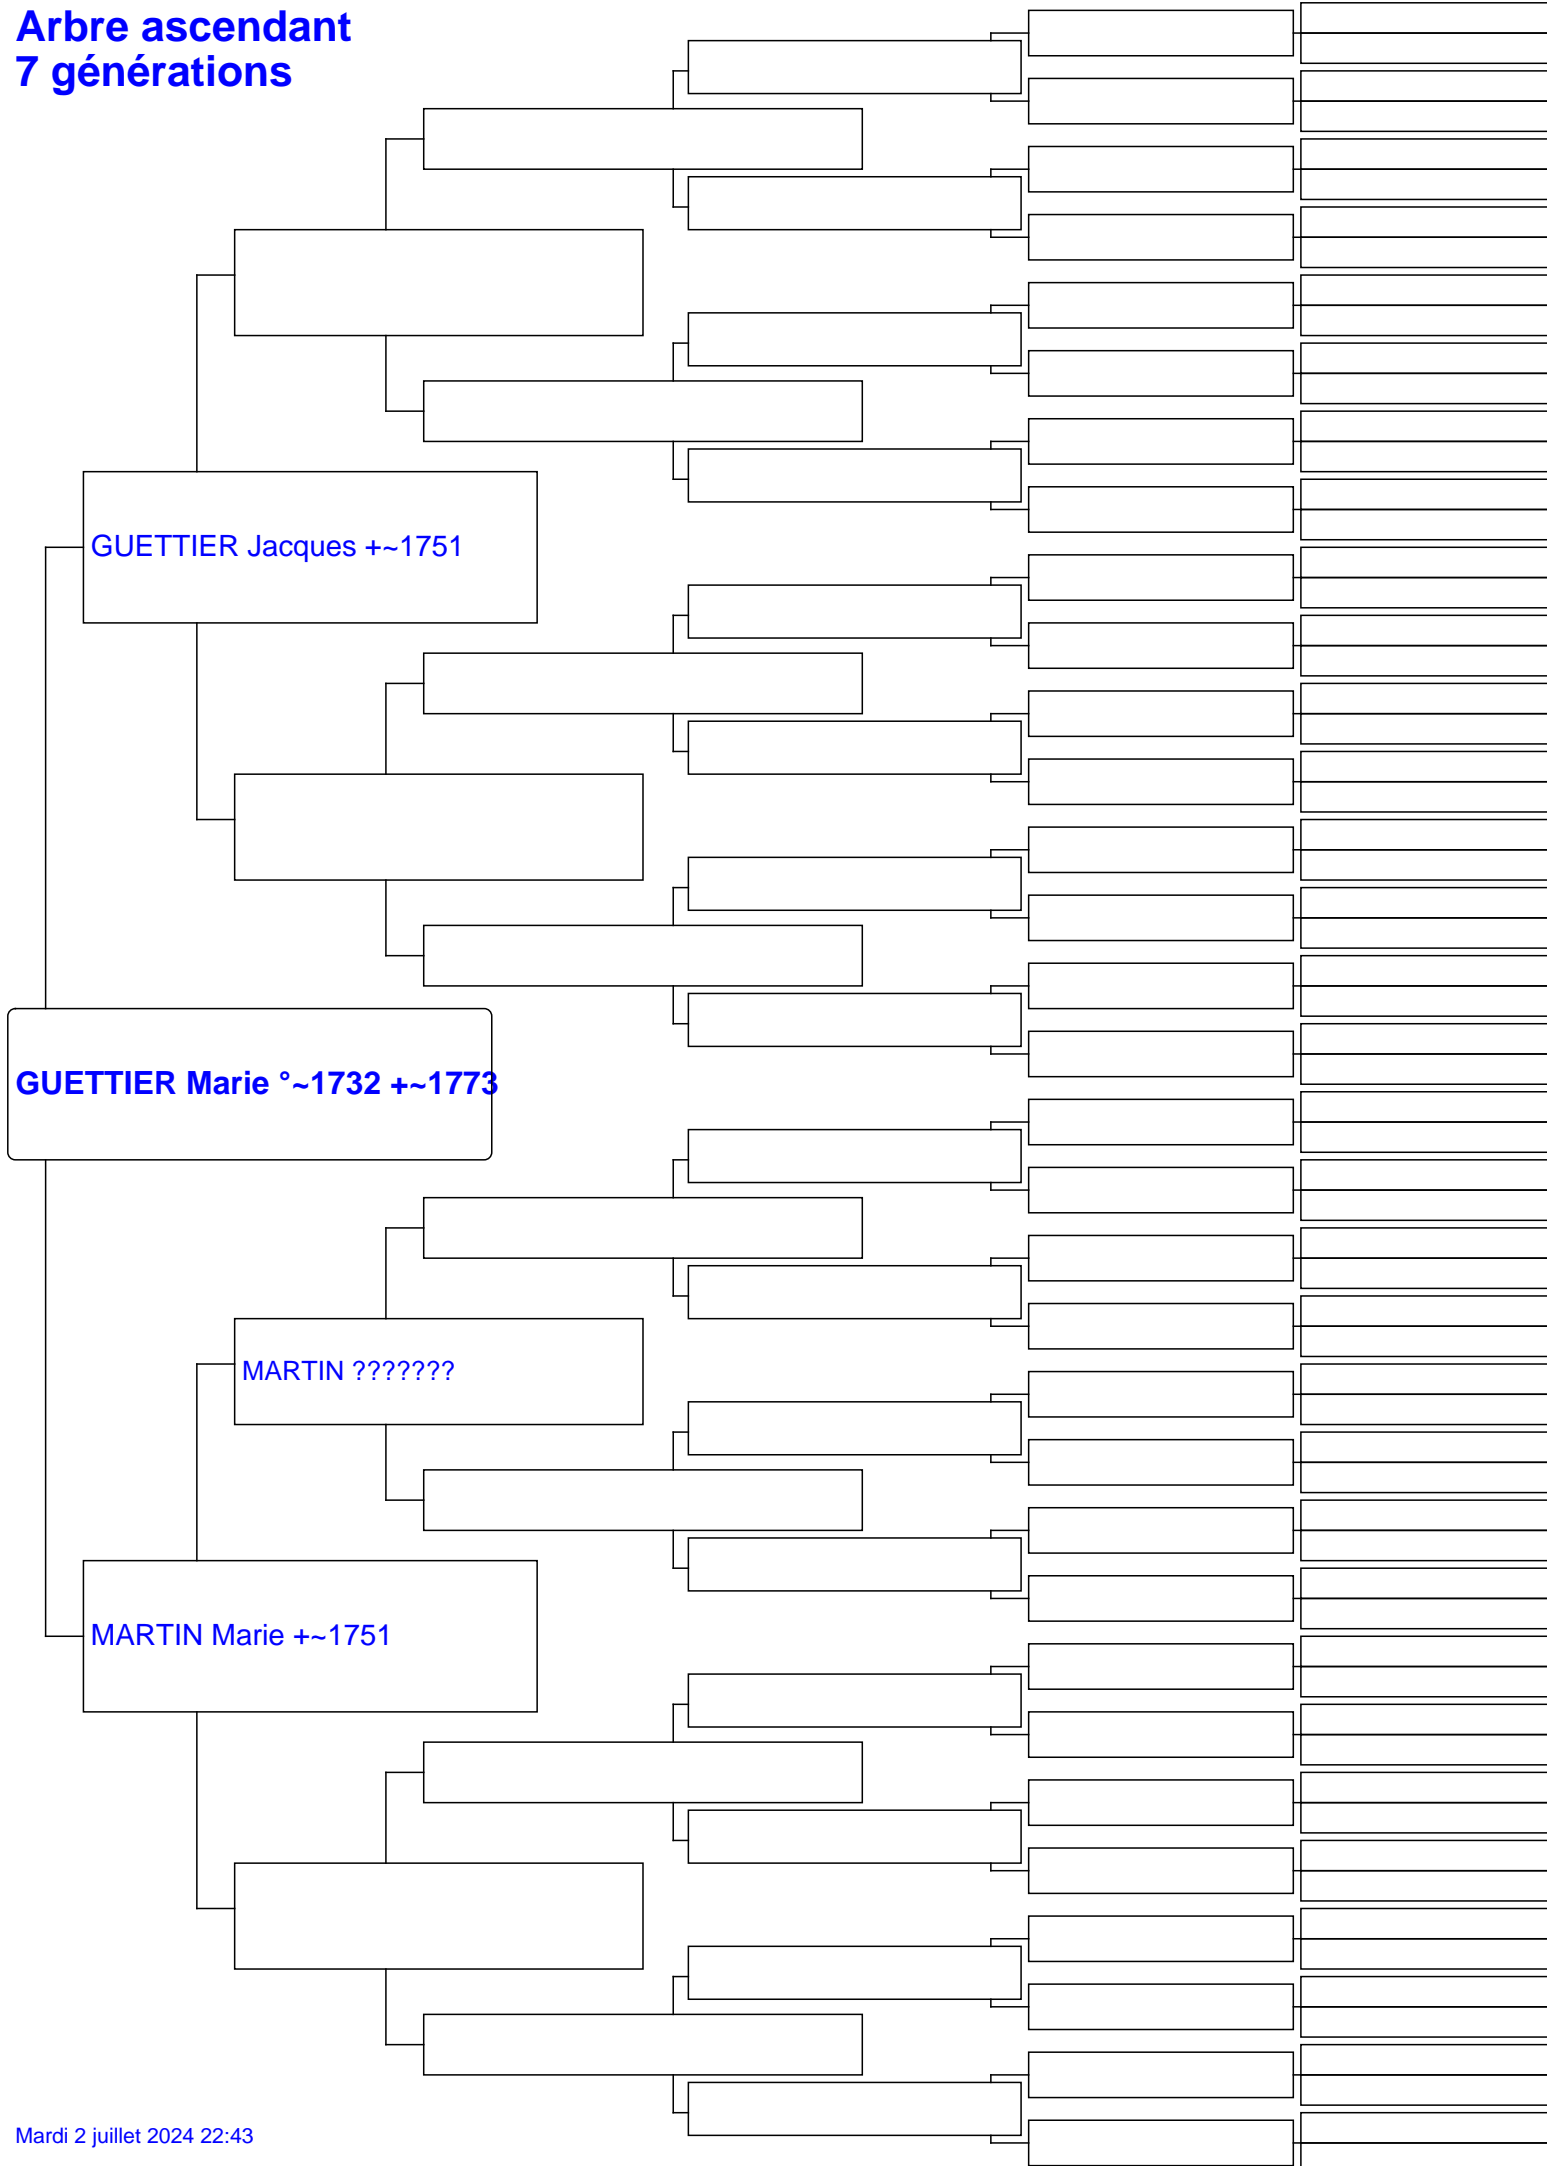 Arbre ascendant
7 générations
GUETTIER Jacques +~1751
GUETTIER Marie °~1732 +~1773
MARTIN ???????
MARTIN Marie +~1751
Mardi 2 juillet 2024 22:43